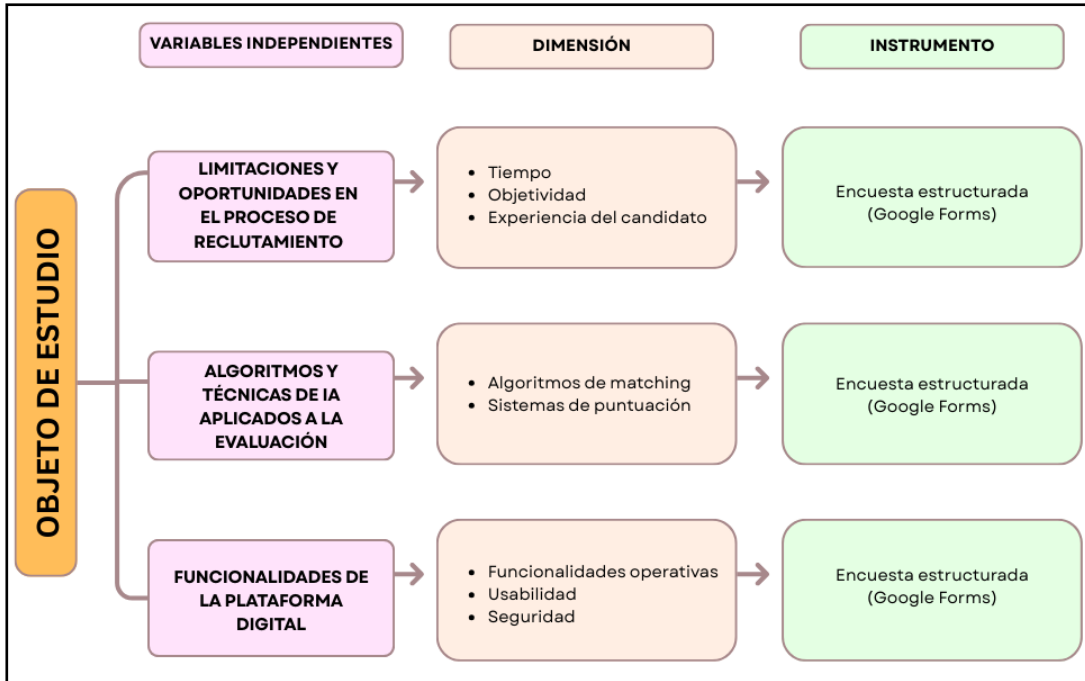 VARIABLES INDEPENDIENTES
DIMENSIÓN
INSTRUMENTO
OBJETO DE ESTUDIO
LIMITACIONES Y
OPORTUNIDADES EN
EL PROCESO DE
RECLUTAMIENTO
• Tiempo
• Objetividad
• Experiencia del candidato
Encuesta estructurada
(Google Forms)
ALGORITMOS Y
TÉCNICAS DE IA
APLICADOS A LA
EVALUACIÓN
• Algoritmos de matching
• Sistemas de puntuación
Encuesta estructurada
(Google Forms)
FUNCIONALIDADES DE
LA PLATAFORMA
DIGITAL
• Funcionalidades operativas
• Usabilidad
• Seguridad
Encuesta estructurada
(Google Forms)